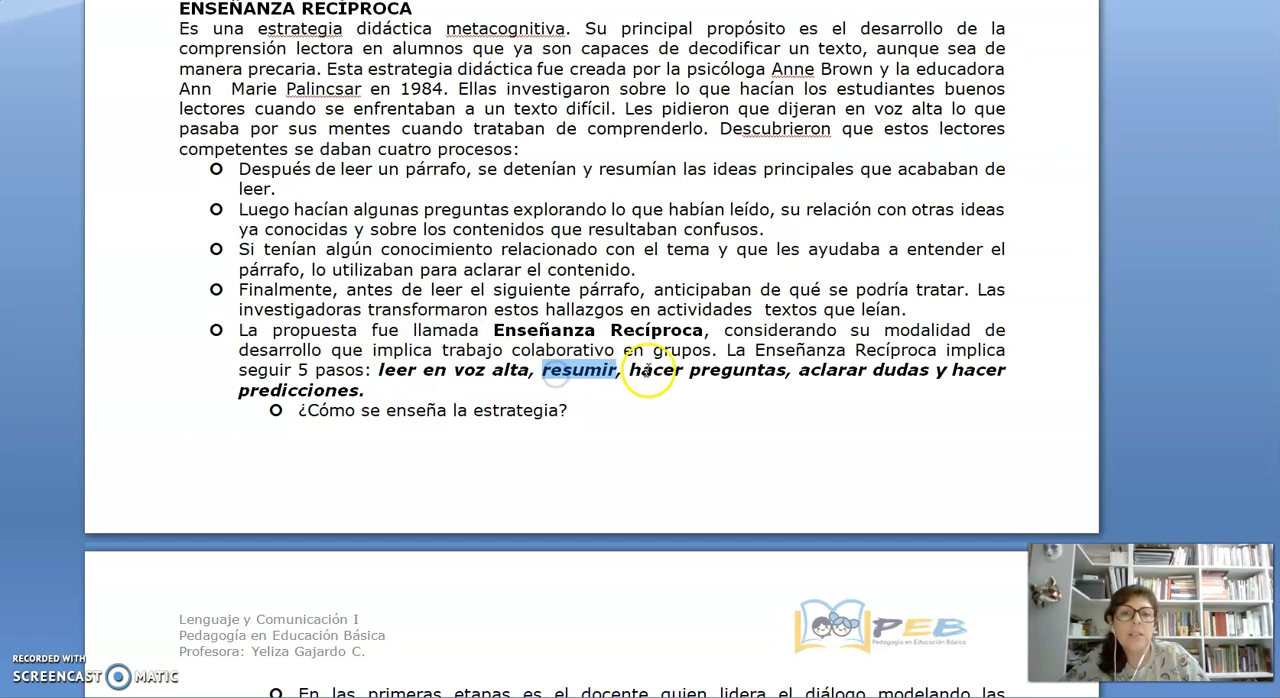 ENSEÑANZA RECÍPROCA
Es una estrategia didáctica metacognitiva. Su principal propósito es el desarrollo de la
comprensión lectora en alumnos que ya son capaces de decodificar un texto, aunque sea de
manera precaria. Esta estrategia didáctica fue creada por la psicóloga Anne Brown y la educadora
Ann Marie Palincsar en 1984. Ellas investigaron sobre lo que hacían los estudiantes buenos
lectores cuando se enfrentaban a un texto difícil. Les pidieron que dijeran en voz alta lo que
pasaba por sus mentes cuando trataban de comprenderlo. Descubrieron que estos lectores
competentes se daban cuatro procesos:
Después de leer un párrafo, se detenían y resumían las ideas principales que acababan de
leer.
Luego hacían algunas preguntas explorando lo que habían leído, su relación con otras ideas
ya conocidas y sobre los contenidos que resultaban confusos.
Si tenían algún conocimiento relacionado con el tema y que les ayudaba a entender el
párrafo, lo utilizaban para aclarar el contenido.
Finalmente, antes de leer el siguiente párrafo, anticipaban de qué se podría tratar. Las
investigadoras transformaron estos hallazgos en actividades textos que leían.
La propuesta fue llamada Enseñanza Recíproca, considerando su modalidad de
desarrollo que implica trabajo colaborativo en grupos. La Enseñanza Recíproca implica
seguir 5 pasos: leer en voz alta, resumir, hacer preguntas, aclarar dudas y hacer
predicciones.
¿Cómo se enseña la estrategia?
Lenguaje y Comunicación I
Pedagogía en Educación Básica
Profesora: Yeliza Gajardo C.
PEB
Pedagogía en Educación Básica
RECORDED WITH
SCREENCAST MATIC
En las primeras etapas es el docente quien lidera el diálogo modelando las